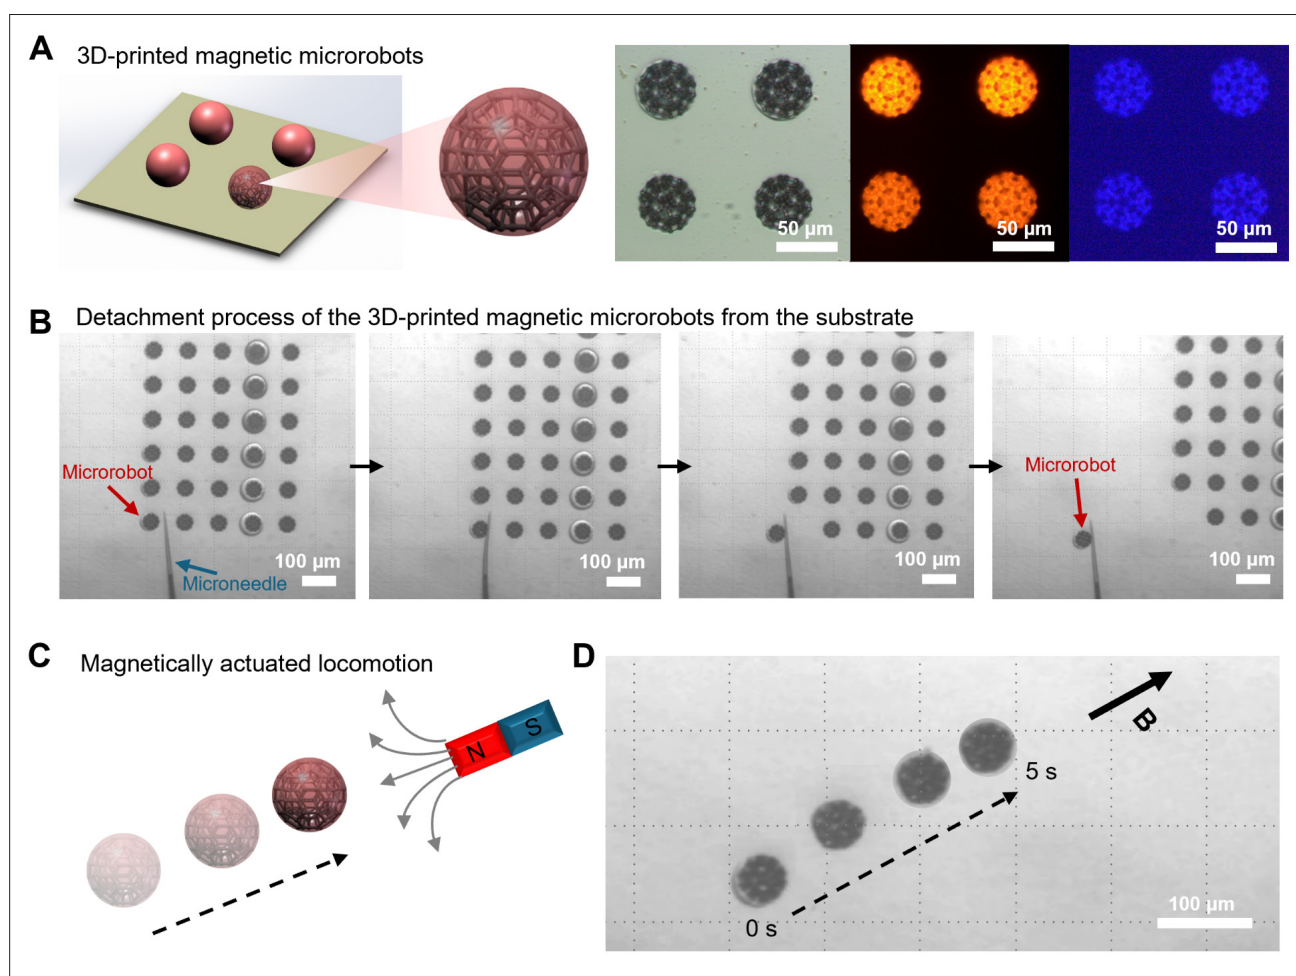 A
3D-printed magnetic microrobots
50 µm
50 µm
50 µm
B
Detachment process of the 3D-printed magnetic microrobots from the substrate
Microrobot
Microneedle
100 µm
100 µm
100 µm
Microrobot
100 µm
C
Magnetically actuated locomotion
N
S
D
B
5 s
0 s
100 µm